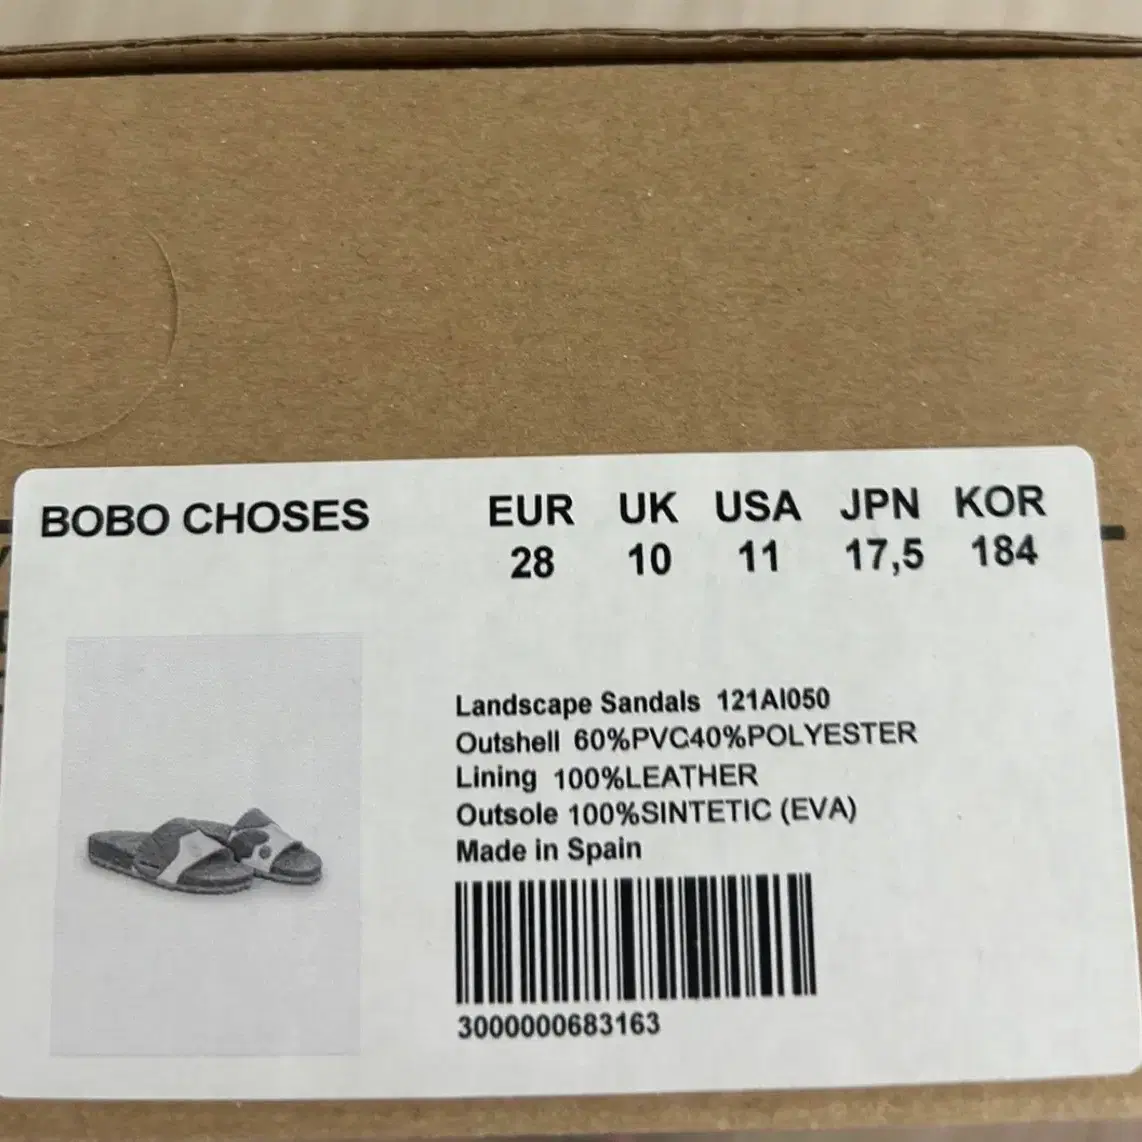 BOBO CHOSES
EUR UK USA JPN KOR
28 10 11 17,5 184
Landscape Sandals 121AI050
Outshell 60%PVC40%POLYESTER
Lining 100%LEATHER
Outsole 100%SINTETIC (EVA)
Made in Spain
3000000683163